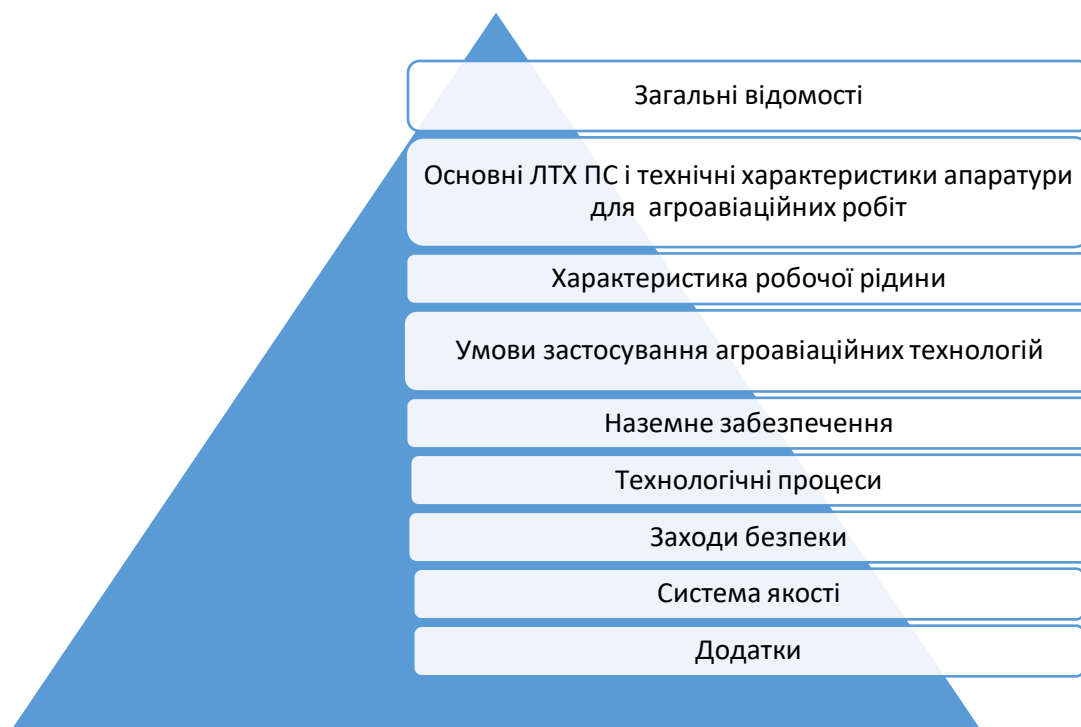 Загальні відомості
Основні ЛТХ ПС і технічні характеристики апаратури
для агроавіаційних робіт
Характеристика робочої рідини
Умови застосування агроавіаційних технологій
Наземне забезпечення
Технологічні процеси
Заходи безпеки
Система якості
Додатки